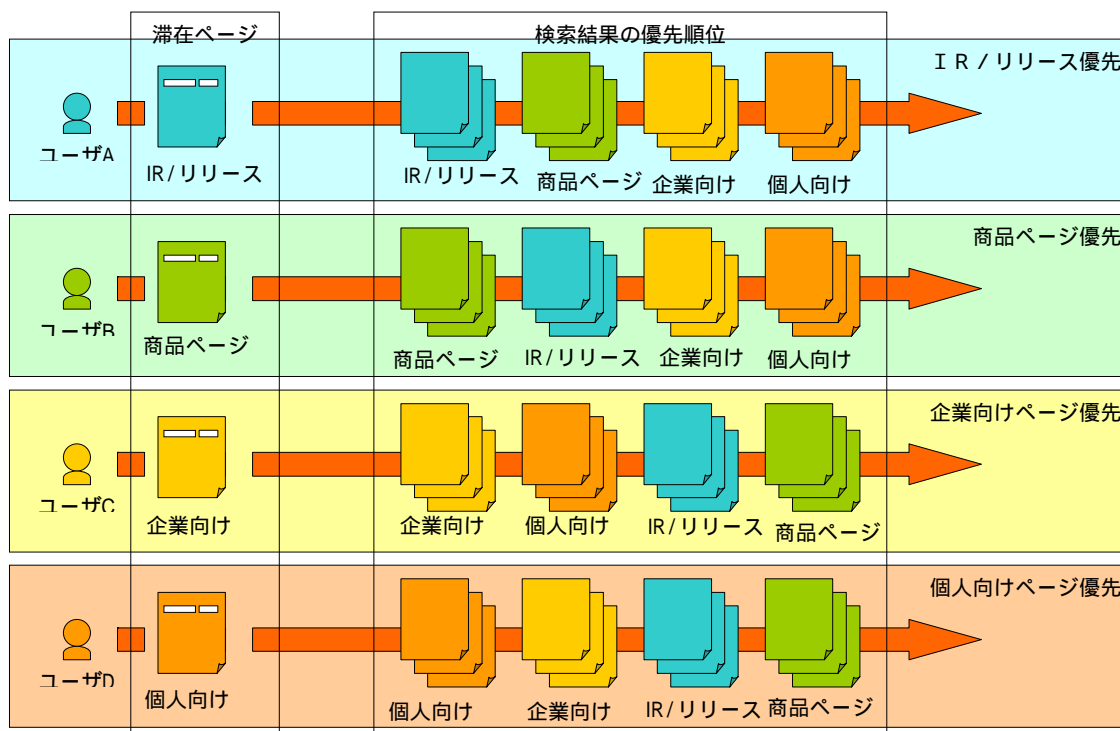 滞在ページ
検索結果の優先順位
ＩＲ/リリース優先
ユーザA
IR/リリース
IR/リリース
商品ページ
企業向け
個人向け
商品ページ優先
ユーザB
商品ページ
商品ページ
IR/リリース
企業向け
個人向け
企業向けページ優先
ユーザC
企業向け
企業向け
個人向け
IR/リリース
商品ページ
個人向けページ優先
ユーザD
個人向け
個人向け
企業向け
IR/リリース
商品ページ